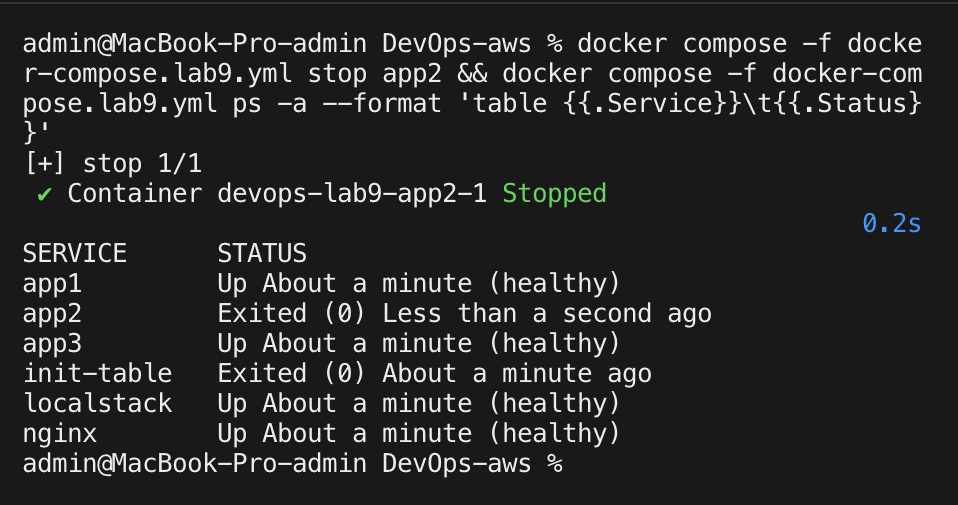 admin@MacBook-Pro-admin DevOps-aws % docker compose -f docke
r-compose.lab9.yml stop app2 && docker compose -f docker-com
pose.lab9.yml ps -a --format 'table {{.Service}}\t{{.Status}
}'
[+] stop 1/1
✔ Container devops-lab9-app2-1 Stopped
0.2s
SERVICE STATUS
app1 Up About a minute (healthy)
app2 Exited (0) Less than a second ago
app3 Up About a minute (healthy)
init-table Exited (0) About a minute ago
localstack Up About a minute (healthy)
nginx Up About a minute (healthy)
admin@MacBook-Pro-admin DevOps-aws %